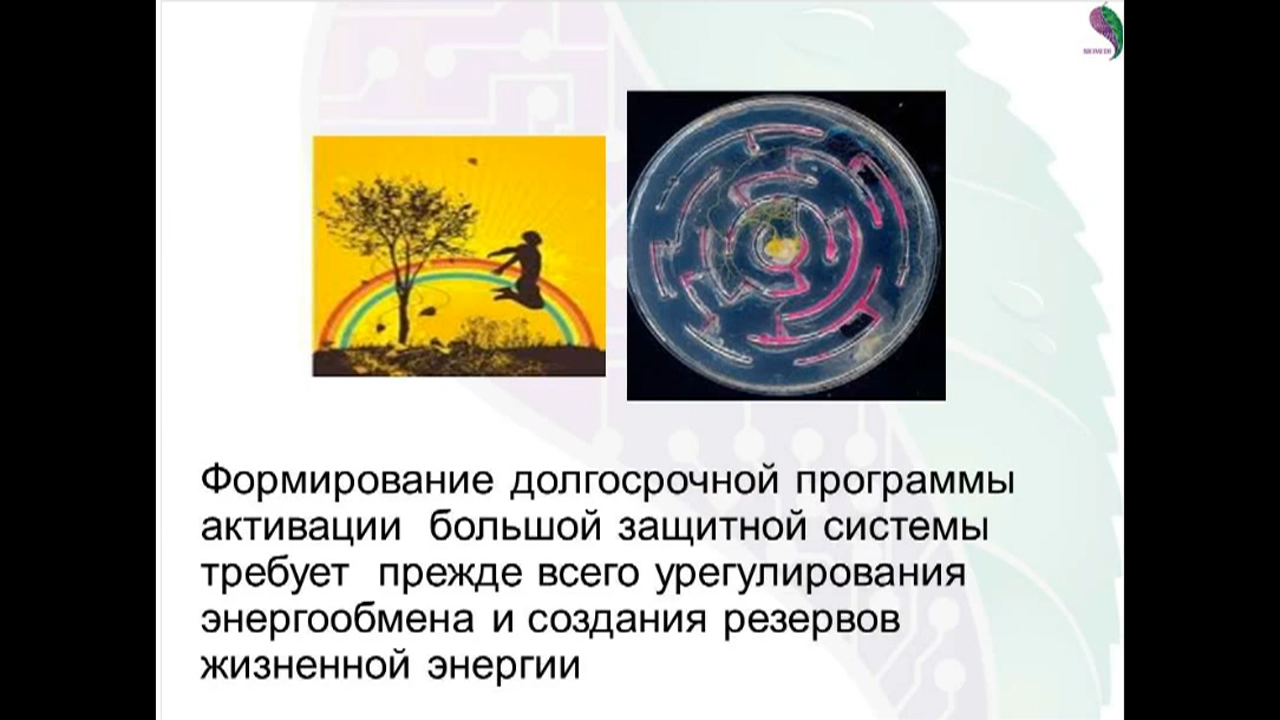 Формирование долгосрочной программы
активации большой защитной системы
требует прежде всего урегулирования
энергообмена и создания резервов
жизненной энергии